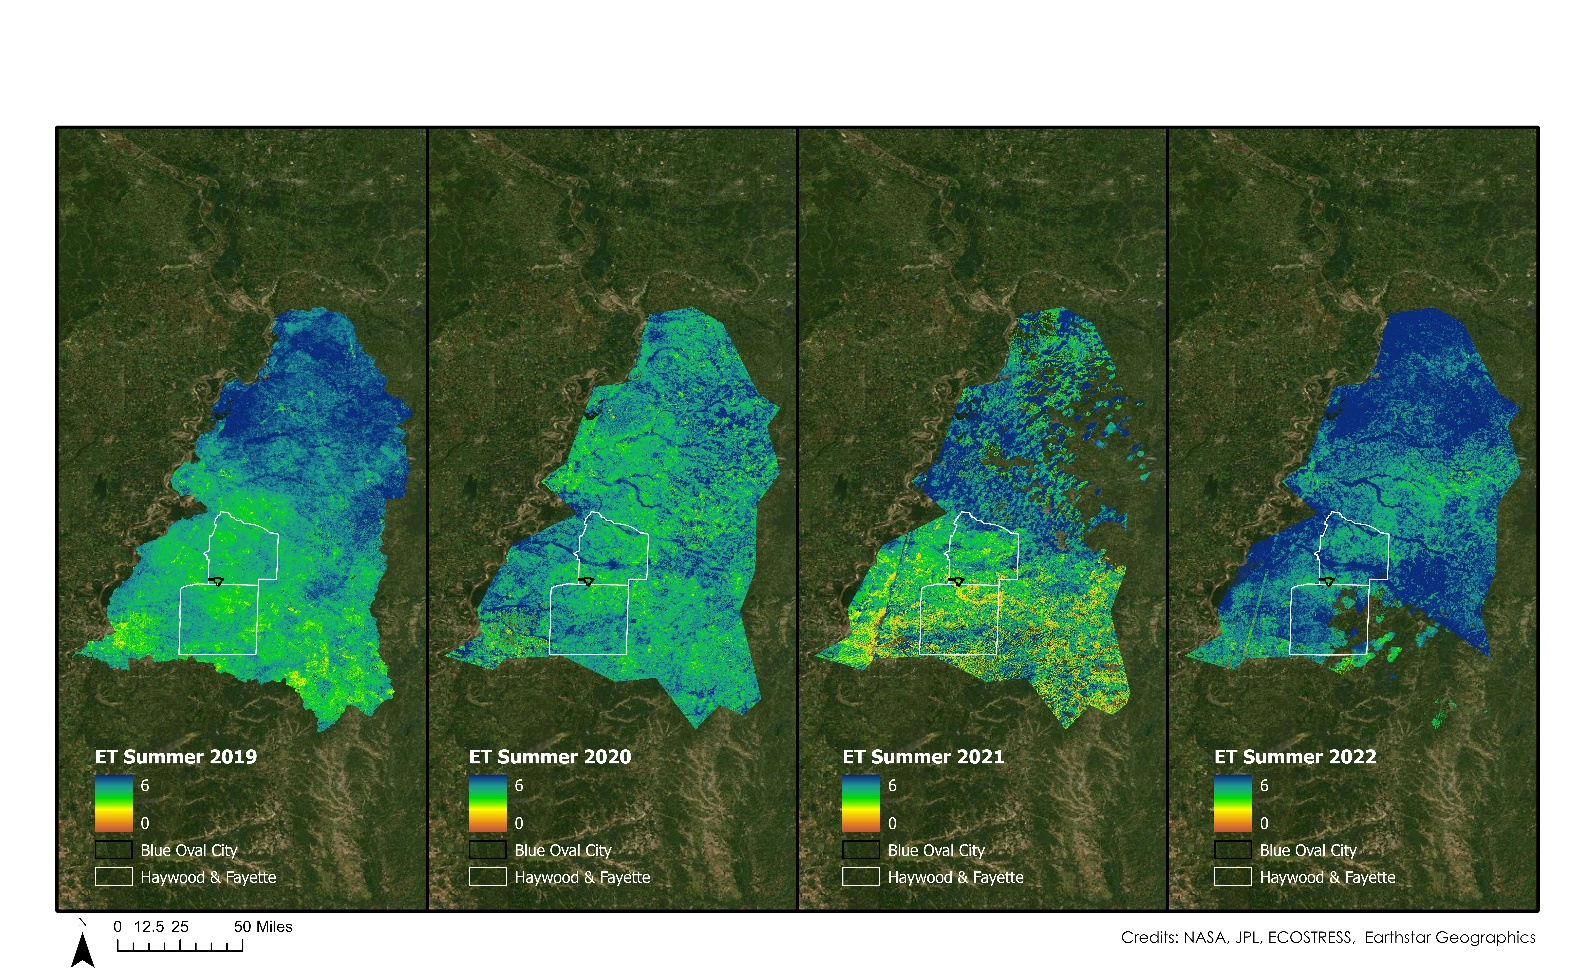 ET Summer 2019
6
0
Blue Oval City
Haywood & Fayette
ET Summer 2020
6
0
Blue Oval City
Haywood & Fayette
ET Summer 2021
6
0
Blue Oval City
Haywood & Fayette
ET Summer 2022
6
0
Blue Oval City
Haywood & Fayette
0 12.5 25 50 Miles
Credits: NASA, JPL, ECOSTRESS, Earthstar Geographics